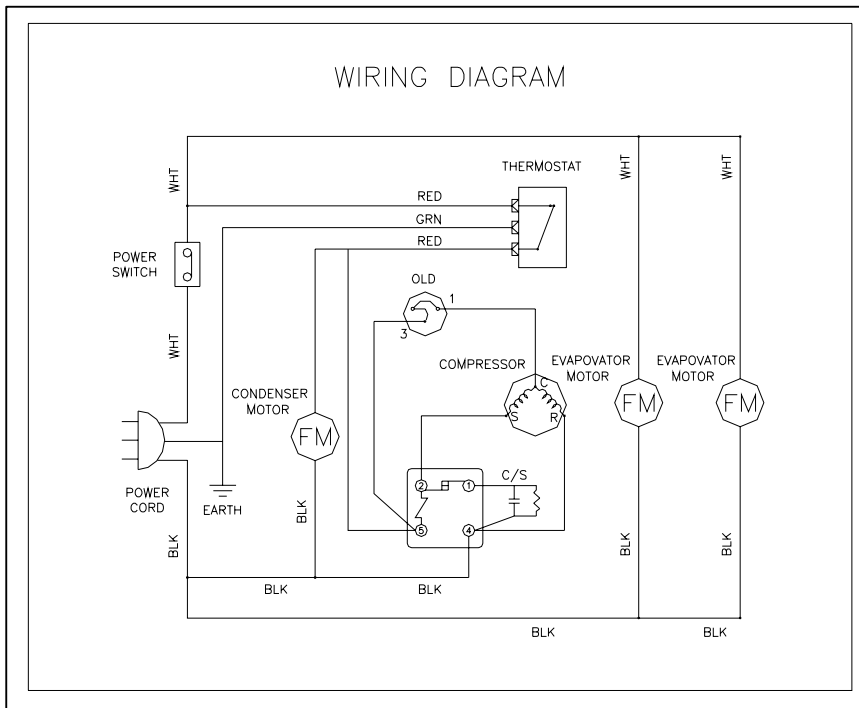 WIRING DIAGRAM
WHT
WHT
WHT
THERMOSTAT
RED
GRN
RED
POWER
SWITCH
OLD
1
3
WHT
COMPRESSOR
EVAPOVATOR
MOTOR
EVAPOVATOR
MOTOR
CONDENSER
MOTOR
C
S
R
FM
FM
FM
C/S
2
1
5
4
POWER
CORD
EARTH
BLK
BLK
BLK
BLK
BLK
BLK
BLK
BLK